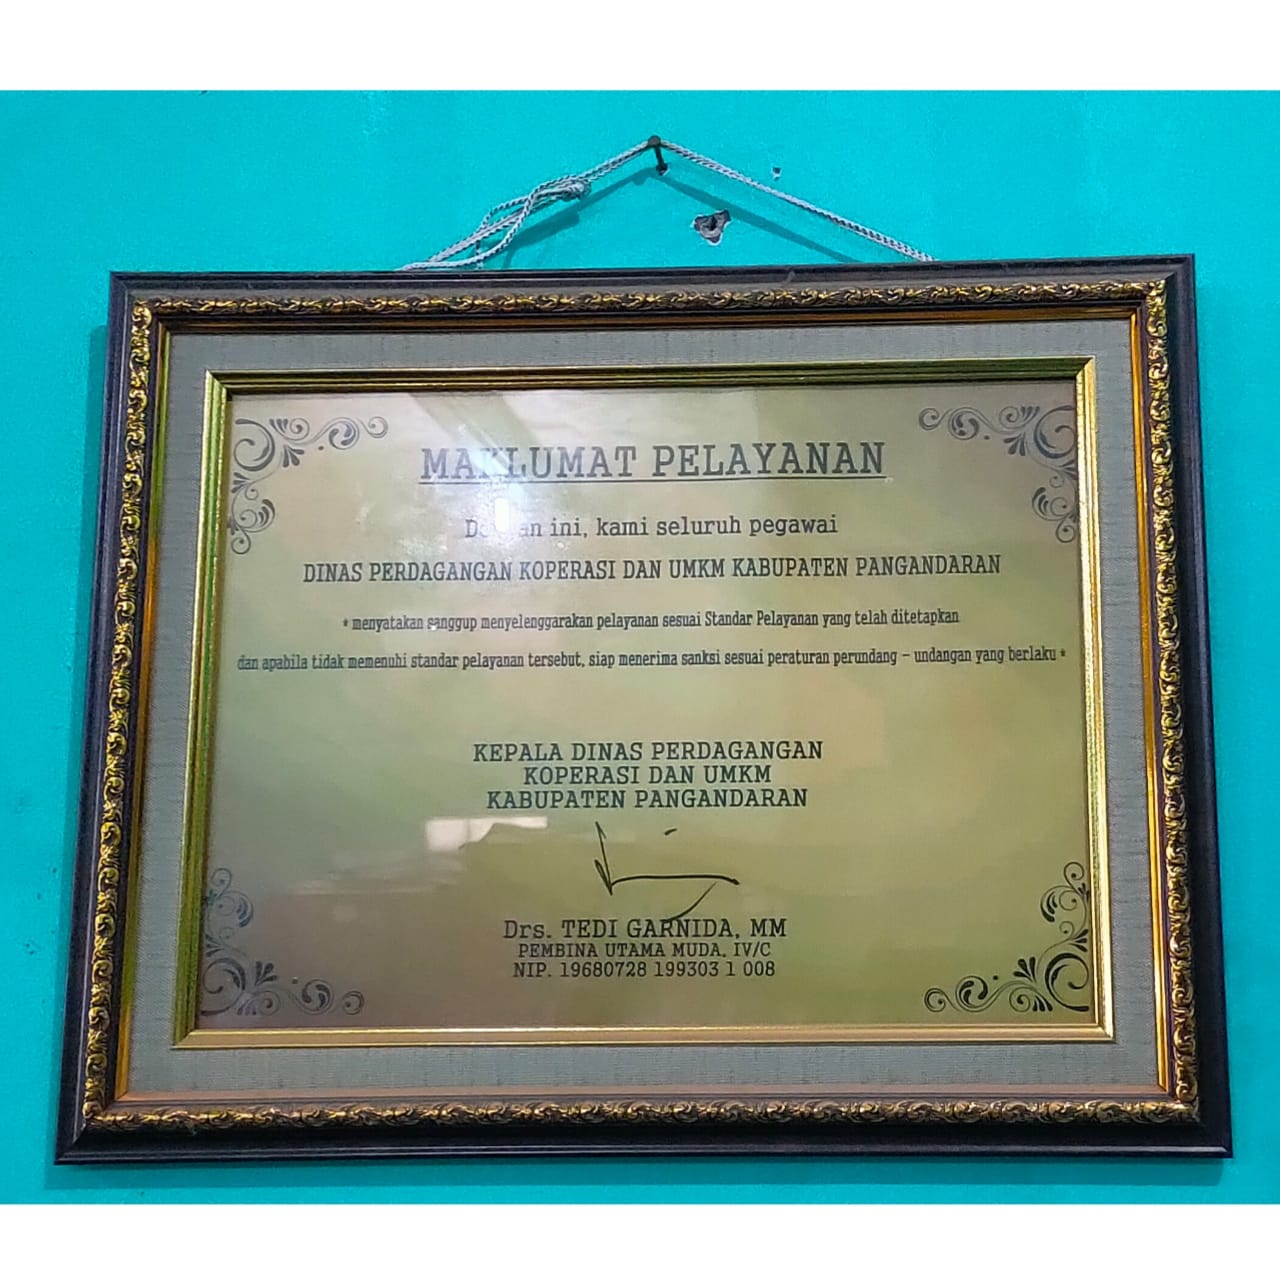 MAKLUMAT PELAYANAN
Dengan ini, kami seluruh pegawai
DINAS PERDAGANGAN KOPERASI DAN UMKM KABUPATEN PANGANDARAN
* menyatakan sanggup menyelenggarakan pelayanan sesuai Standar Pelayanan yang telah ditetapkan
dan apabila tidak memenuhi standar pelayanan tersebut, siap menerima sanksi sesuai peraturan perundang – undangan yang berlaku *
KEPALA DINAS PERDAGANGAN
KOPERASI DAN UMKM
KABUPATEN PANGANDARAN
Drs. TEDI GARNIDA, MM
PEMBINA UTAMA MUDA, IV/C
NIP. 19680728 199303 1 008